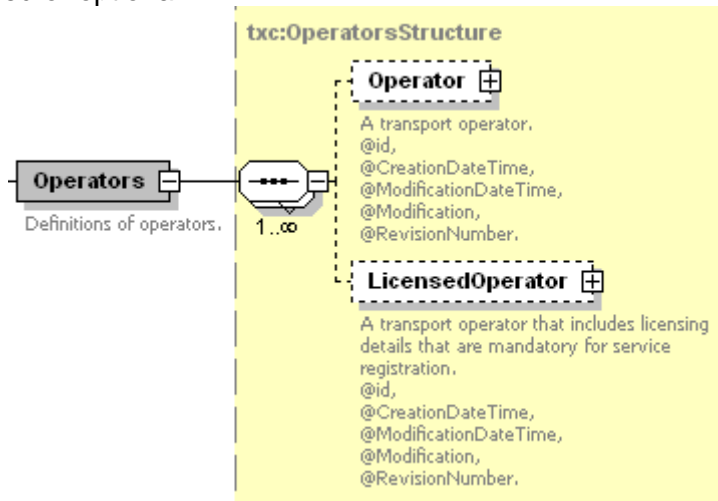 txc:OperatorsStructure
Operator
A transport operator.
@id,
@CreationDateTime,
@ModificationDateTime,
@Modification,
@RevisionNumber.
Operators
Definitions of operators.
1..∞
LicensedOperator
A transport operator that includes licensing
details that are mandatory for service
registration.
@id,
@CreationDateTime,
@ModificationDateTime,
@Modification,
@RevisionNumber.